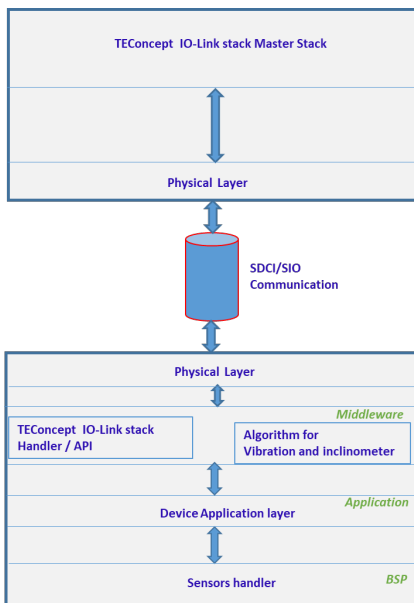 TEConcept IO-Link stack Master Stack
Physical Layer
SDCI/SIO
Communication
Physical Layer
Middleware
TEConcept IO-Link stack
Handler / API
Algorithm for
Vibration and inclinometer
Application
Device Application layer
BSP
Sensors handler